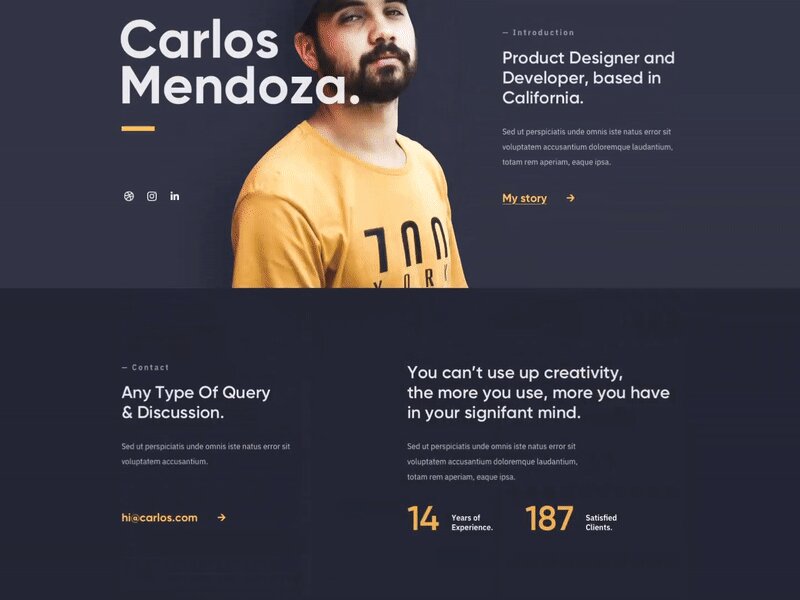 Carlos
Mendoza.
— Introduction
Product Designer and
Developer, based in
California.
Sed ut perspiciatis unde omnis iste natus error sit
voluptatem accusantium doloremque laudantium,
totam rem aperiam, eaque ipsa.
My story →
in
YORK
— Contact
Any Type Of Query
& Discussion.
Sed ut perspiciatis unde omnis iste natus error sit
voluptatem accusantium.
hi@carlos.com →
You can’t use up creativity,
the more you use, more you have
in your signifant mind.
Sed ut perspiciatis unde omnis iste natus error sit
voluptatem accusantium doloremque laudantium,
totam rem aperiam, eaque ipsa.
14 Years of
Experience.
187 Satisfied
Clients.